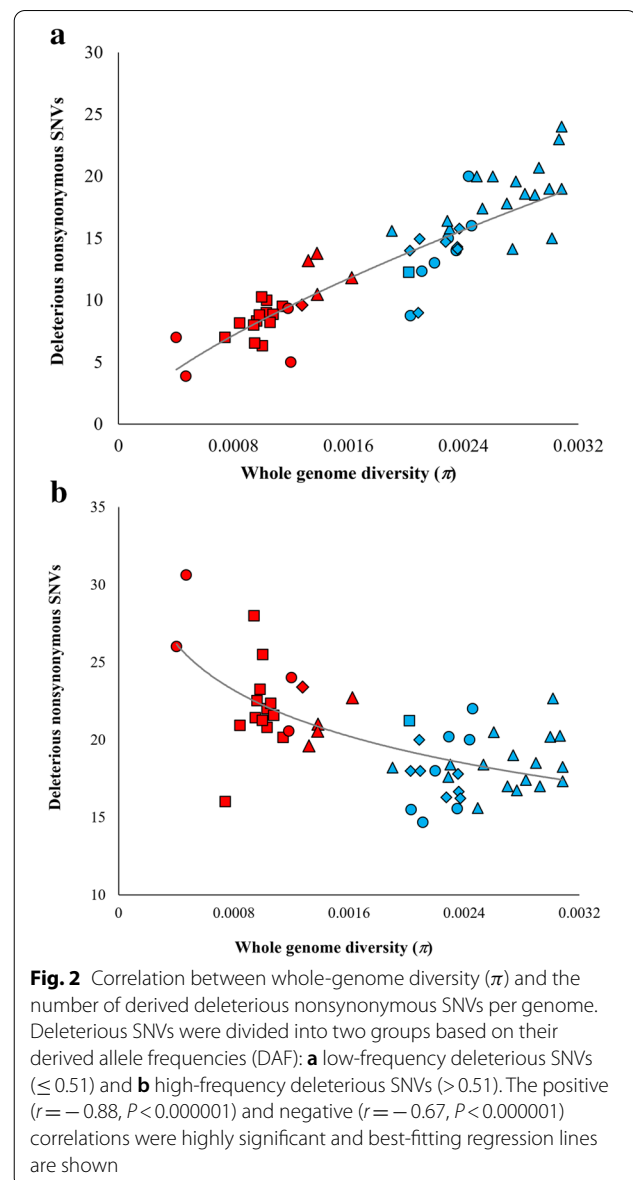 a
30
25
20
15
10
5
0
Deleterious nonsynonymous SNVs
0 0.0008 0.0016 0.0024 0.0032
Whole genome diversity (π)
b
35
30
25
20
15
10
Deleterious nonsynonymous SNVs
0 0.0008 0.0016 0.0024 0.0032
Whole genome diversity (π)
Fig. 2 Correlation between whole-genome diversity (π) and the
number of derived deleterious nonsynonymous SNVs per genome.
Deleterious SNVs were divided into two groups based on their
derived allele frequencies (DAF): a low-frequency deleterious SNVs
(≤ 0.51) and b high-frequency deleterious SNVs (> 0.51). The positive
(r = − 0.88, P < 0.000001) and negative (r = − 0.67, P < 0.000001)
correlations were highly significant and best-fitting regression lines
are shown